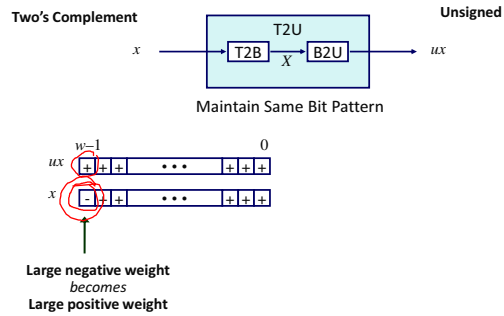 Two's Complement
Unsigned
T2U
x
T2B
B2U
ux
X
Maintain Same Bit Pattern
w–1
0
ux
+ + + • • • + + +
x
- + + • • • + + +
Large negative weight
becomes
Large positive weight